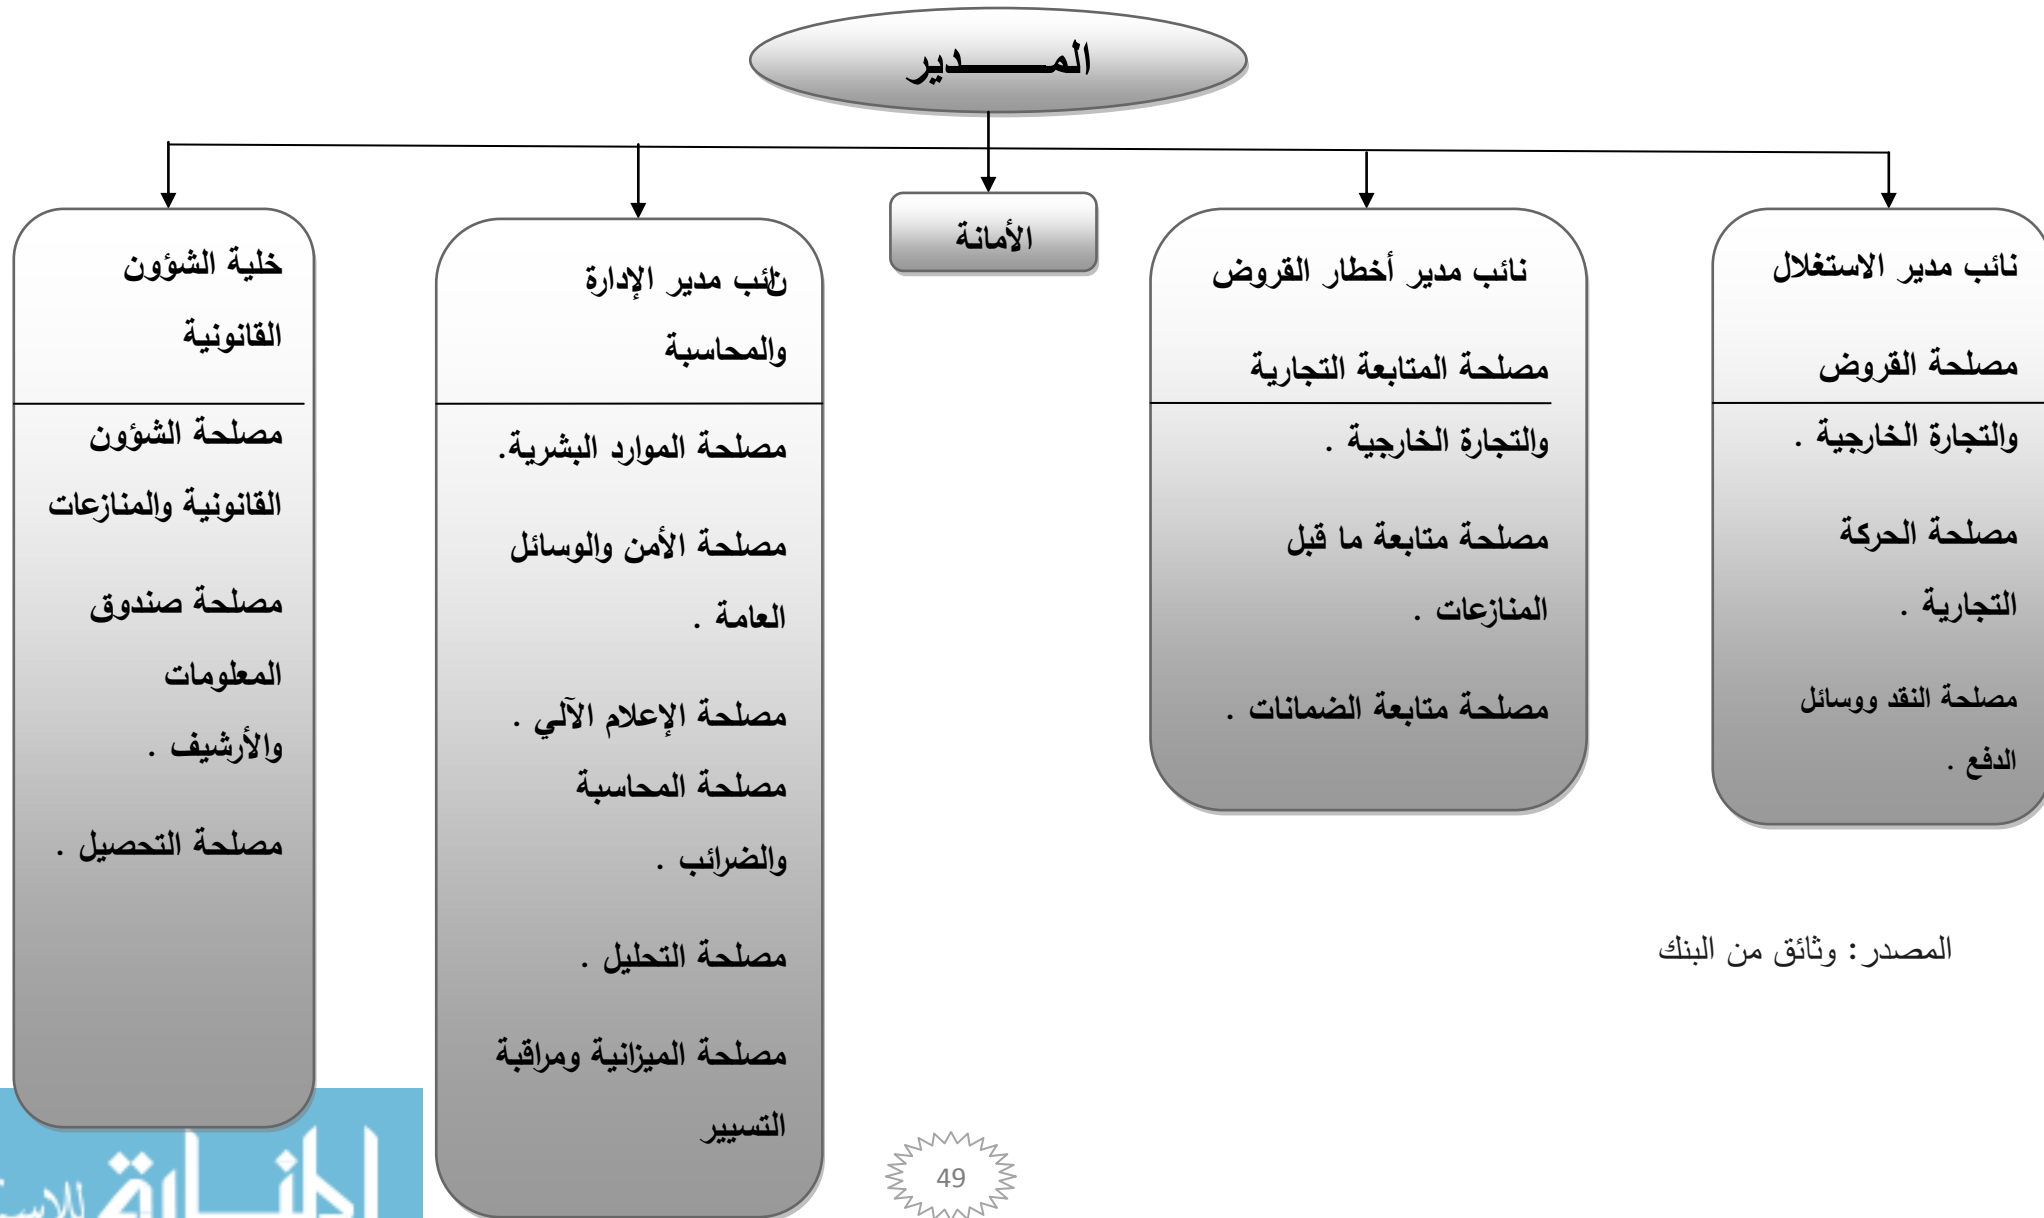 المـــــــدير
الأمانة
نائب مدير الاستغلال
مصلحة القروض
والتجارة الخارجية .
مصلحة الحركة
التجارية .
مصلحة النقد ووسائل
الدفع .
نائب مدير أخطار القروض
مصلحة المتابعة التجارية
والتجارة الخارجية .
مصلحة متابعة ما قبل
المنازعات .
مصلحة متابعة الضمانات .
نائب مدير الإدارة
والمحاسبة
مصلحة الموارد البشرية.
مصلحة الأمن والوسائل
العامة .
مصلحة الإعلام الآلي .
مصلحة المحاسبة
والضرائب .
مصلحة التحليل .
مصلحة الميزانية ومراقبة
التسيير
خلية الشؤون
القانونية
مصلحة الشؤون
القانونية والمنازعات
مصلحة صندوق
المعلومات
والأرشيف .
مصلحة التحصيل .
المصدر: وثائق من البنك
49
المنارة